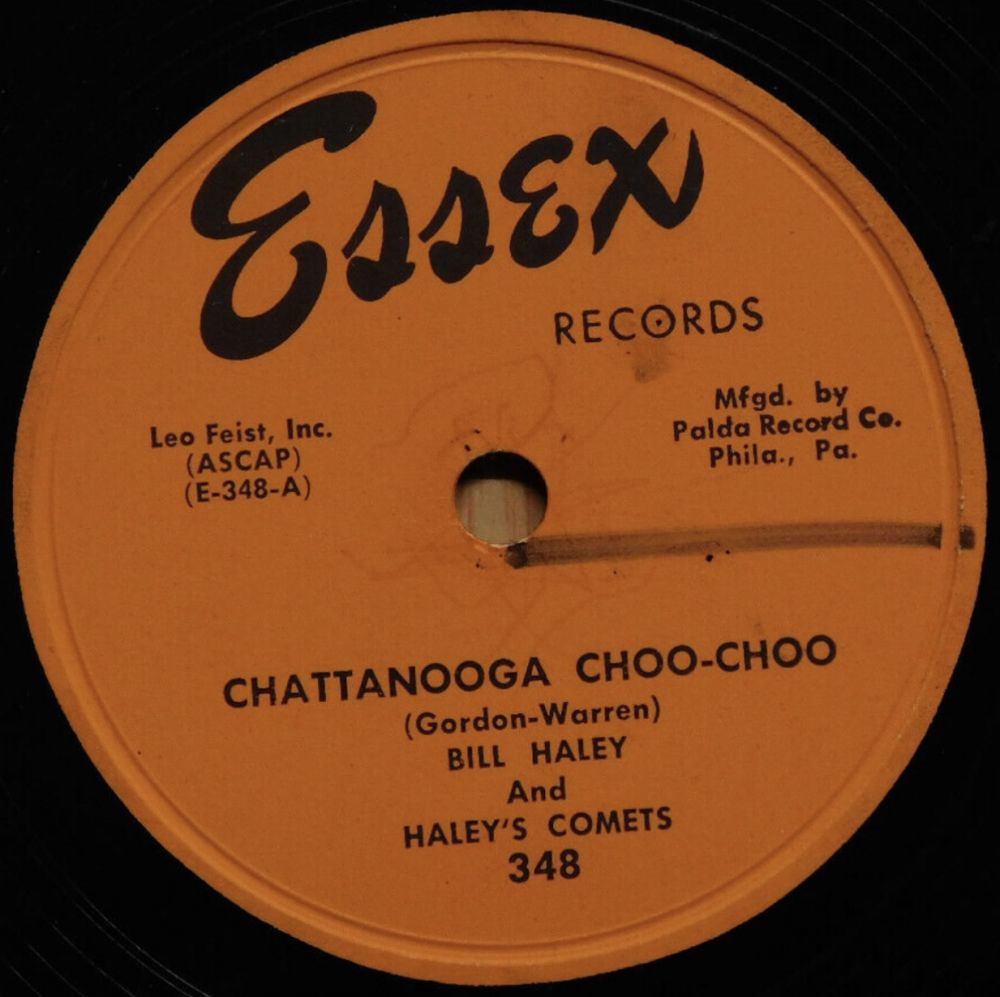 Essex
RECORDS
Leo Feist, Inc.
(ASCAP)
(E-348-A)
Mfgd. by
Palda Record Co.
Phila., Pa.
CHATTANOOGA CHOO-CHOO
(Gordon-Warren)
BILL HALEY
And
HALEY'S COMETS
348